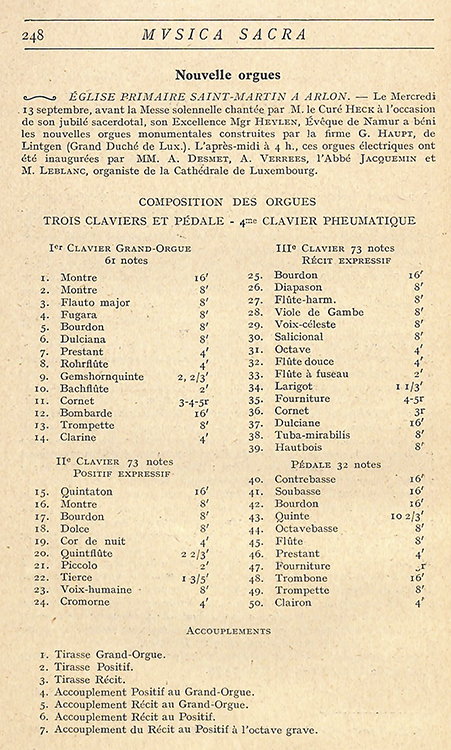 248 MVSICA SACRA
Nouvelle orgues
ÉGLISE PRIMAIRE SAINT-MARTIN A ARLON. — Le Mercredi
13 septembre, avant la Messe solennelle chantée par M. le Curé HECK à l'occasion
de son jubilé sacerdotal, son Excellence Mgr HEYLEN, Évêque de Namur a béni
les nouvelles orgues monumentales construites par la firme G. HAUPT, de
Lintgen (Grand Duché de Lux.). L'après-midi à 4 h., ces orgues électriques ont
été inaugurées par MM. A. DESMET, A. VERREES, l'Abbé JACQUEMIN et
M. LEBLANC, organiste de la Cathédrale de Luxembourg.
COMPOSITION DES ORGUES
TROIS CLAVIERS ET PÉDALE - 4me CLAVIER PHEUMATIQUE
Ier CLAVIER GRAND-ORGUE
61 notes
1. Montre 16′
2. Montre 8′
3. Flauto major 8′
4. Fugara 8′
5. Bourdon 8′
6. Dulciana 8′
7. Prestant 4′
8. Rohrflûte 4′
9. Gemshornquinte 2, 2/3′
10. Bachflûte 2′
11. Cornet 3-4-5r
12. Bombarde 16′
13. Trompette 8′
14. Clarine 4′
IIe CLAVIER 73 notes
POSITIF EXPRESSIF
15. Quintaton 16′
16. Montre 8′
17. Bourdon 8′
18. Dolce 8′
19. Cor de nuit 4′
20. Quintflûte 2 2/3′
21. Piccolo 2′
22. Tierce 1 3/5′
23. Voix-humaine 8′
24. Cromorne 4′
IIIe CLAVIER 73 notes
RÉCIT EXPRESSIF
25. Bourdon 16′
26. Diapason 8′
27. Flûte-harm. 8′
28. Viole de Gambe 8′
29. Voix-céleste 8′
30. Salicional 8′
31. Octave 4′
32. Flûte douce 4′
33. Flûte à fuseau 2′
34. Larigot 1 1/3′
35. Fourniture 4-5r
36. Cornet 3r
37. Dulciane 16′
38. Tuba-mirabilis 8′
39. Hautbois 8′
PÉDALE 32 notes
40. Contrebasse 16′
41. Soubasse 16′
42. Bourdon 16′
43. Quinte 10 2/3′
44. Octavebasse 8′
45. Flûte 8′
46. Prestant 4′
47. Fourniture
48. Trombone 16′
49. Trompette 8′
50. Clairon 4′
ACCOUPLEMENTS
1. Tirasse Grand-Orgue.
2. Tirasse Positif.
3. Tirasse Récit.
4. Accouplement Positif au Grand-Orgue.
5. Accouplement Récit au Grand-Orgue.
6. Accouplement Récit au Positif.
7. Accouplement du Récit au Positif à l'octave grave.